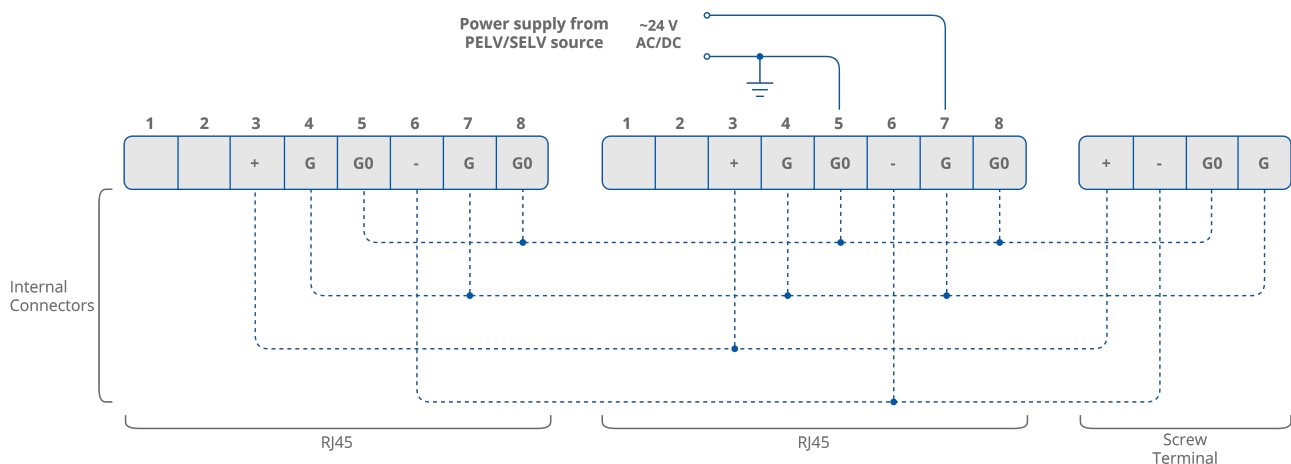 Power supply from
PELV/SELV source
~24 V
AC/DC
1 2 3 4 5 6 7 8
+ G G0 - G G0
1 2 3 4 5 6 7 8
+ G G0 - G G0
+ - G0 G
Internal
Connectors
RJ45
RJ45
Screw
Terminal